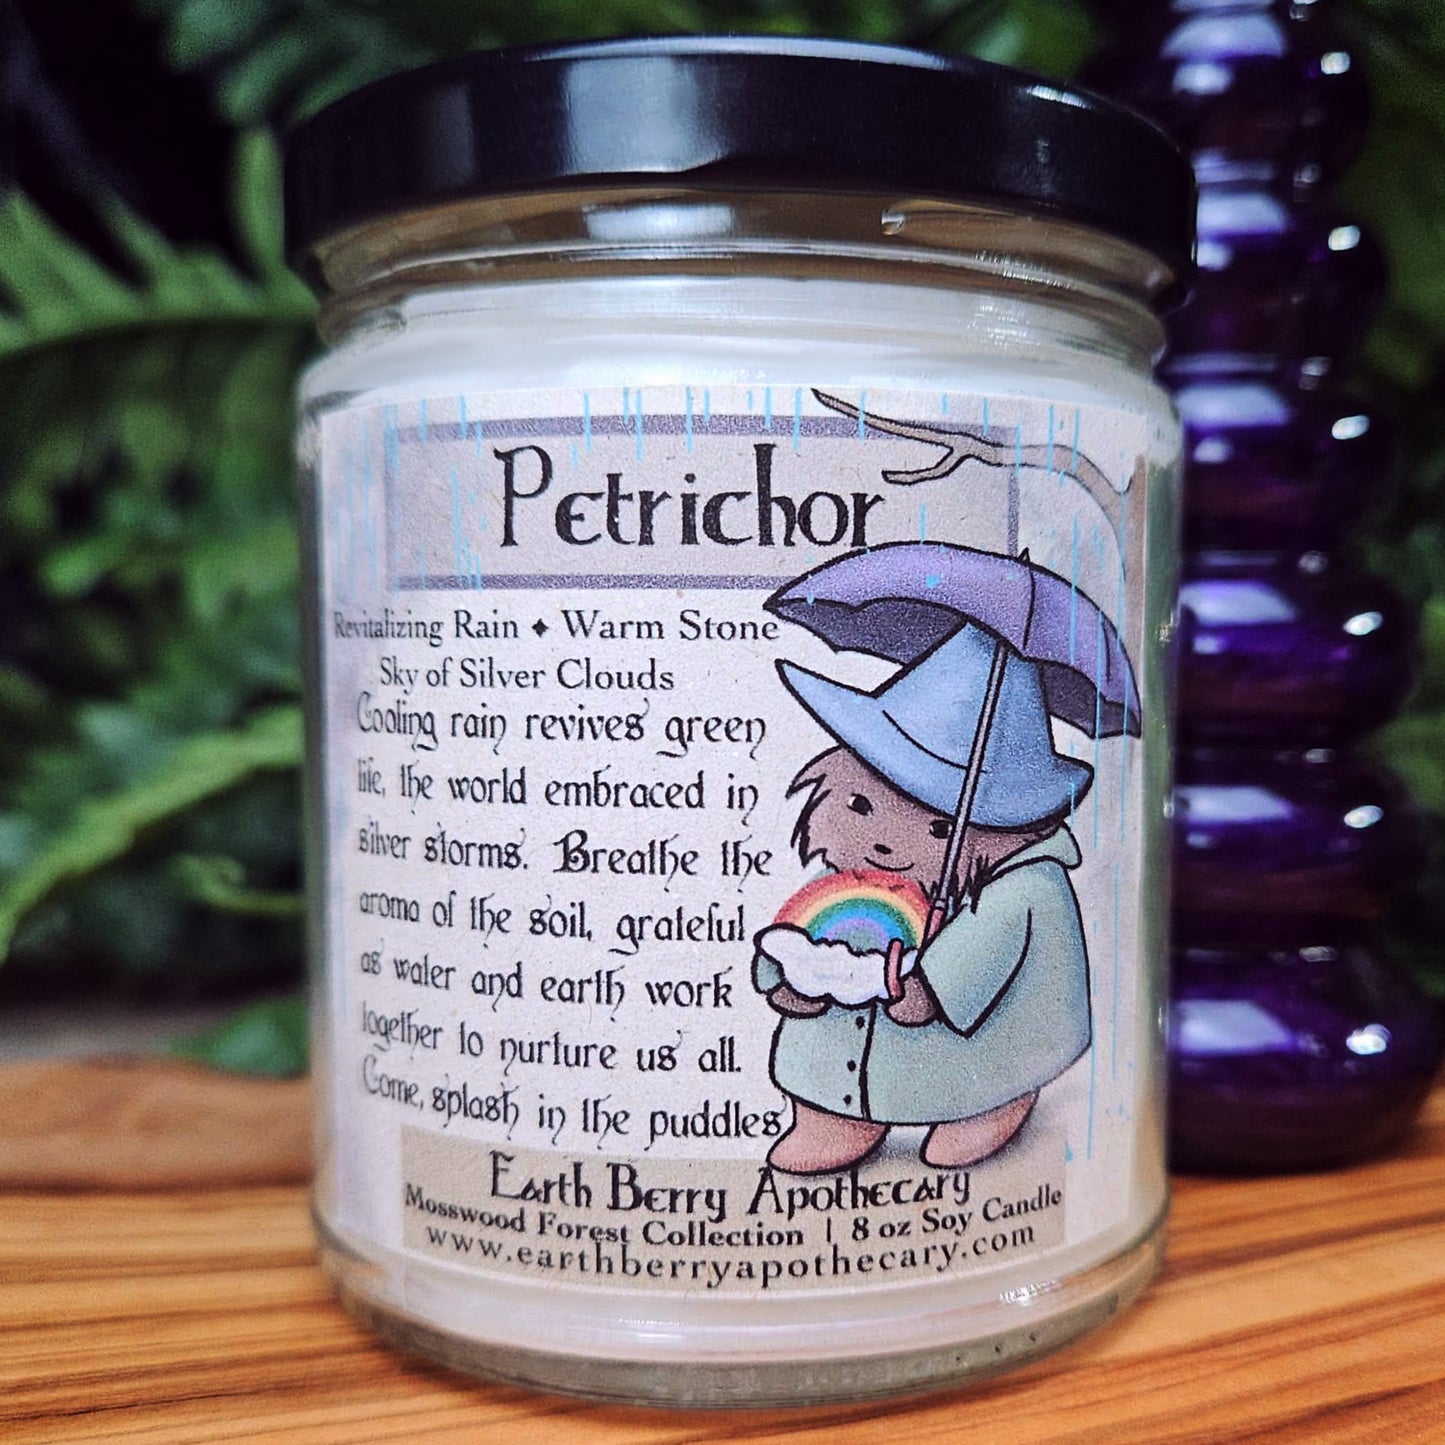 Petrichor
Revitalizing Rain ✦ Warm Stone
Sky of Silver Clouds
Cooling rain revives green
life, the world embraced in
silver storms. Breathe the
aroma of the soil, grateful
as water and earth work
together to nurture us all.
Come, splash in the puddles
Earth Berry Apothecary
Mosswood Forest Collection | 8 oz Soy Candle
www.earthberryapothecary.com